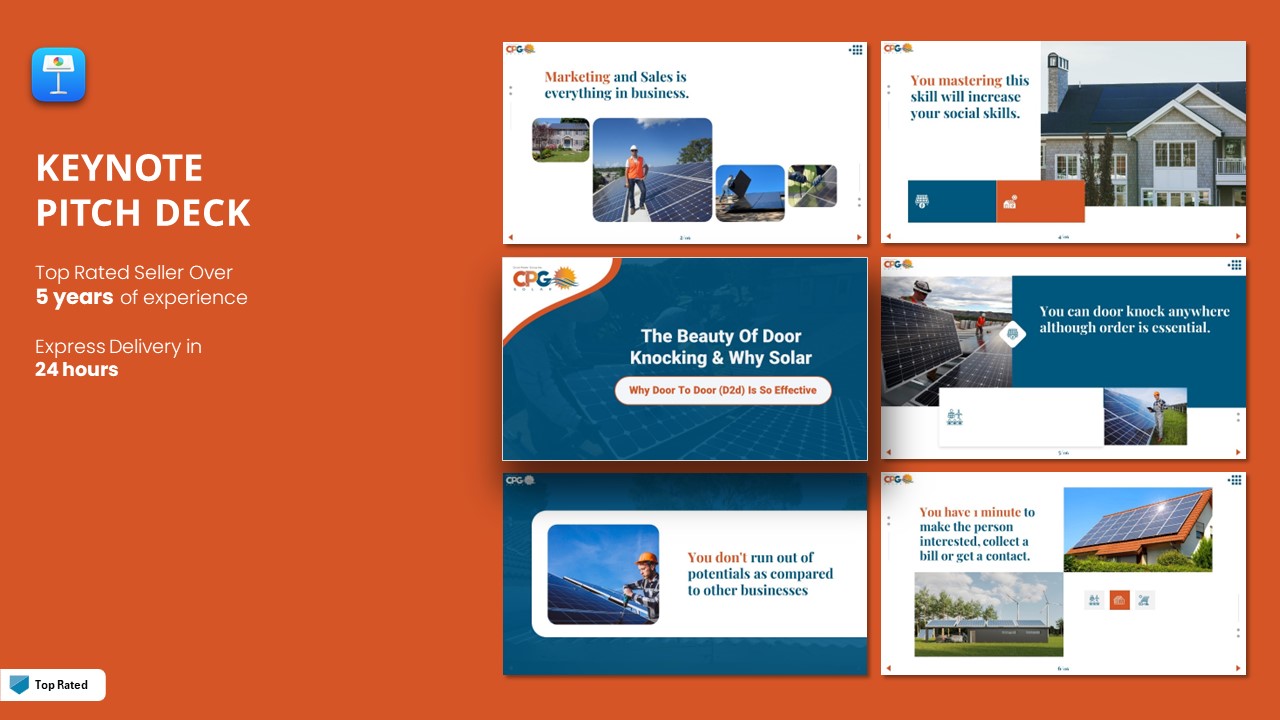 KEYNOTE
PITCH DECK
Top Rated Seller Over
5 years of experience
Express Delivery in
24 hours
Top Rated
CPG
Marketing and Sales is
everything in business.
CPG
You mastering this
skill will increase
your social skills.
CPG
SOLAR
The Beauty Of Door
Knocking & Why Solar
Why Door To Door (D2d) Is So Effective
CPG
You can door knock anywhere
although order is essential.
CPG
You don't run out of
potentials as compared
to other businesses
CPG
You have 1 minute to
make the person
interested, collect a
bill or get a contact.